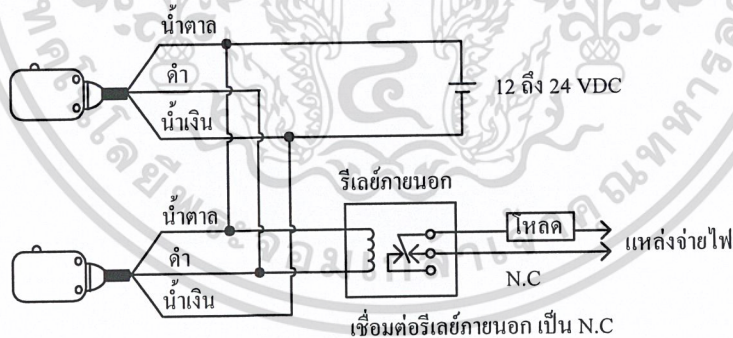 น้ำตาล
ดำ
12 ถึง 24 VDC
น้ำเงิน
รีเลย์ภายนอก
น้ำตาล
โหลด
แหล่งจ่ายไฟ
ดำ
N.C
น้ำเงิน
เชื่อมต่อรีเลย์ภายนอก เป็น N.C